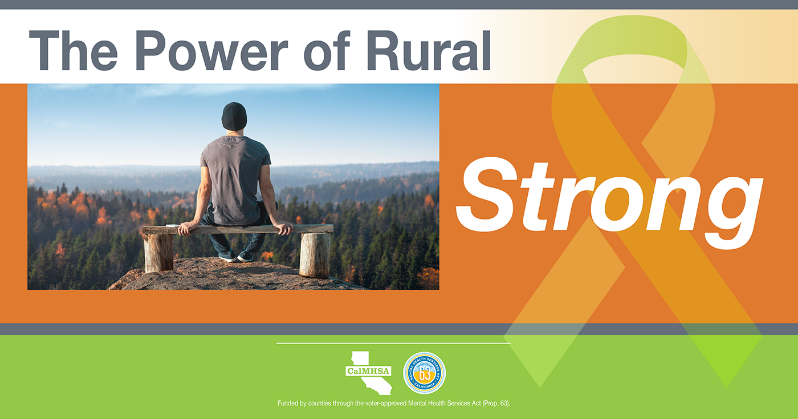 The Power of Rural
Strong
CalMHSA
63
Funded by counties through the voter-approved Mental Health Services Act (Prop. 63).